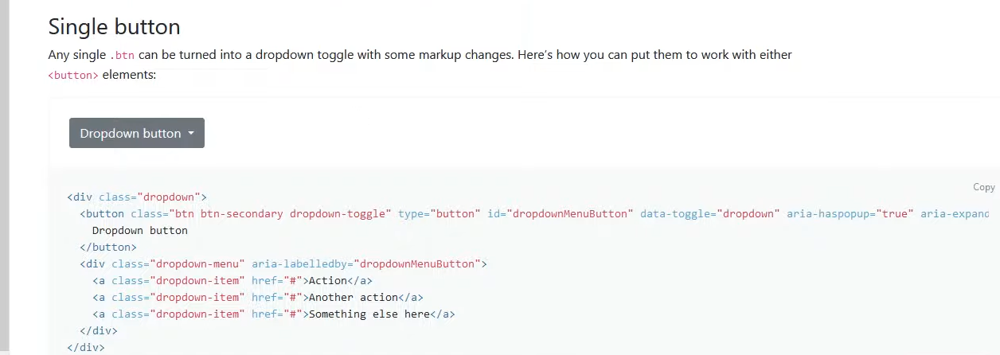 Single button
Any single .btn can be turned into a dropdown toggle with some markup changes. Here's how you can put them to work with either
<button> elements:
Dropdown button
Copy
<div class="dropdown">
<button class="btn btn-secondary dropdown-toggle" type="button" id="dropdownMenuButton" data-toggle="dropdown" aria-haspopup="true" aria-expand
Dropdown button
</button>
<div class="dropdown-menu" aria-labelledby="dropdownMenuButton">
<a class="dropdown-item" href="#">Action</a>
<a class="dropdown-item" href="#">Another action</a>
<a class="dropdown-item" href="#">Something else here</a>
</div>
</div>